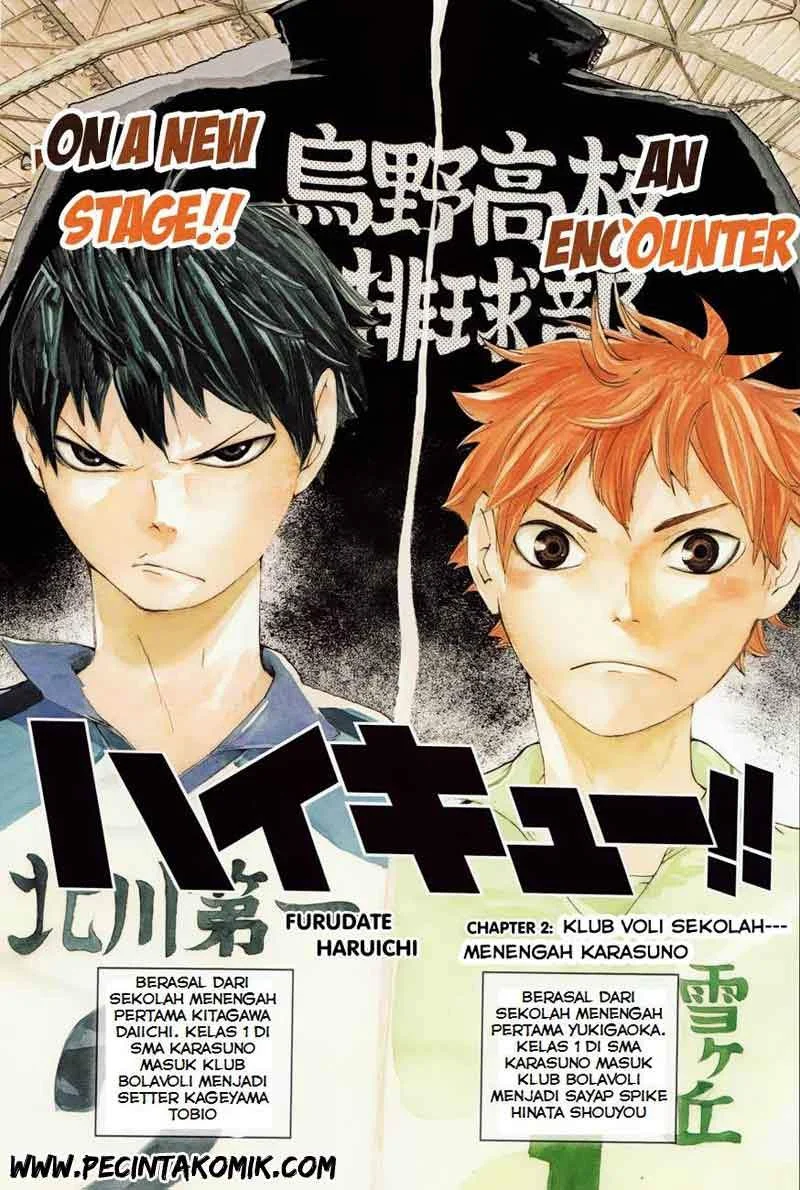 ON A NEW
STAGE!!
AN
ENCOUNTER
烏野高校
排球部
ハイキュー!!
北川第一
FURUDATE
HARUICHI
CHAPTER 2: KLUB VOLI SEKOLAH---
MENENGAH KARASUNO
BERASAL DARI
SEKOLAH MENENGAH
PERTAMA KITAGAWA
DAIICHI. KELAS 1 DI
SMA KARASUNO
MASUK KLUB
BOLAVOLI MENJADI
SETTER KAGEYAMA
TOBIO
BERASAL DARI
SEKOLAH MENENGAH
PERTAMA YUKIGAOKA.
KELAS 1 DI SMA
KARASUNO MASUK
KLUB BOLAVOLI
MENJADI SAYAP SPIKE
HINATA SHOUYOU
雪ヶ丘
2
1
WWW.PECINTAKOMIK.COM